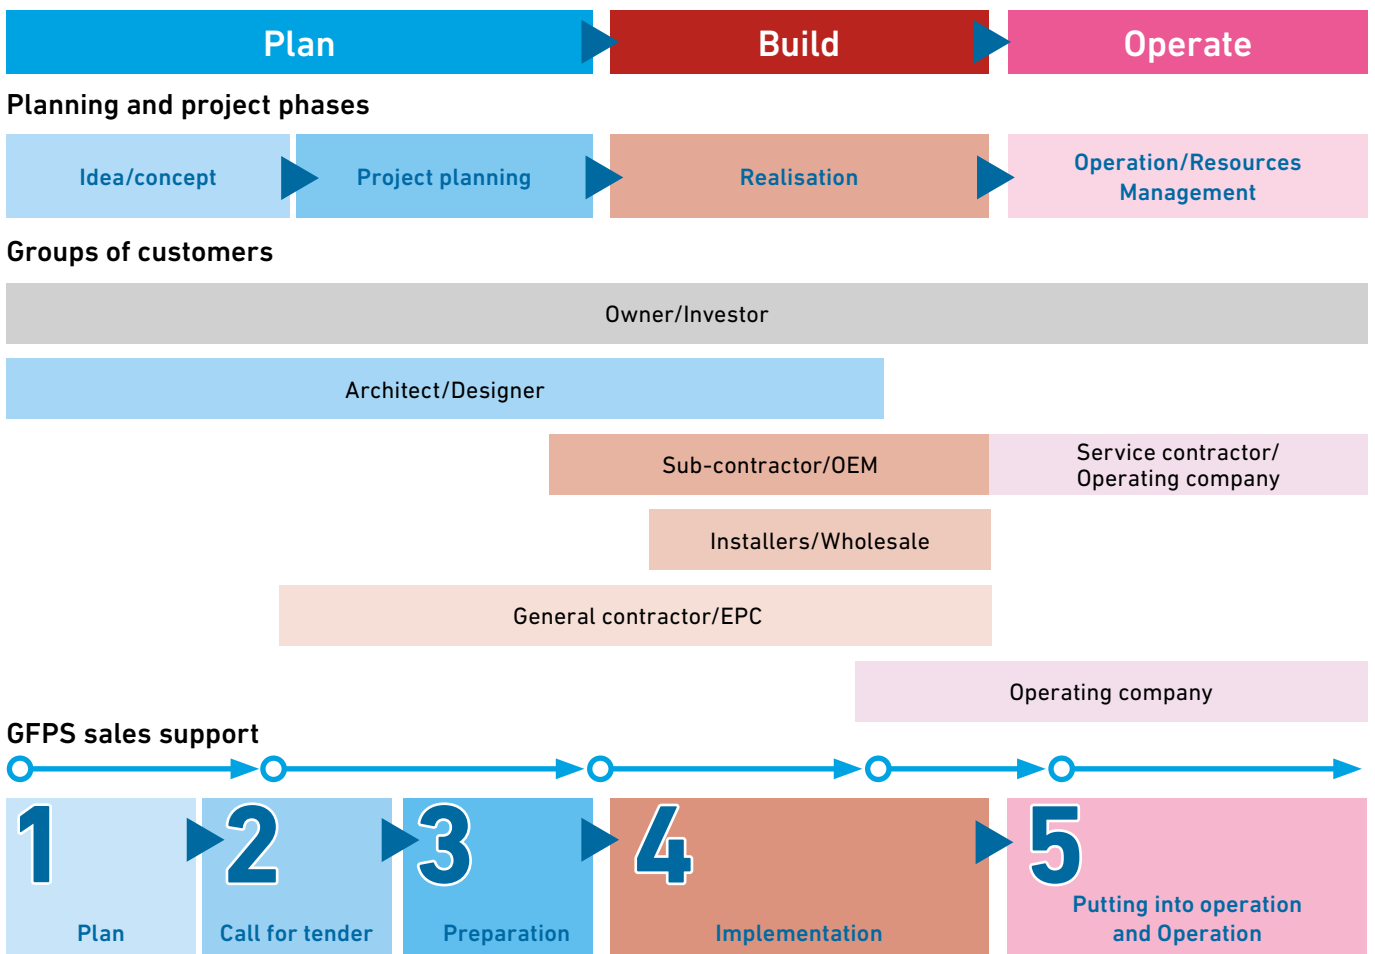 Plan
Build
Operate
Planning and project phases
Idea/concept
Project planning
Realisation
Operation/Resources
Management
Groups of customers
Owner/Investor
Architect/Designer
Sub-contractor/OEM
Service contractor/
Operating company
Installers/Wholesale
General contractor/EPC
Operating company
GFPS sales support
1
2
3
4
5
Plan
Call for tender
Preparation
Implementation
Putting into operation
and Operation